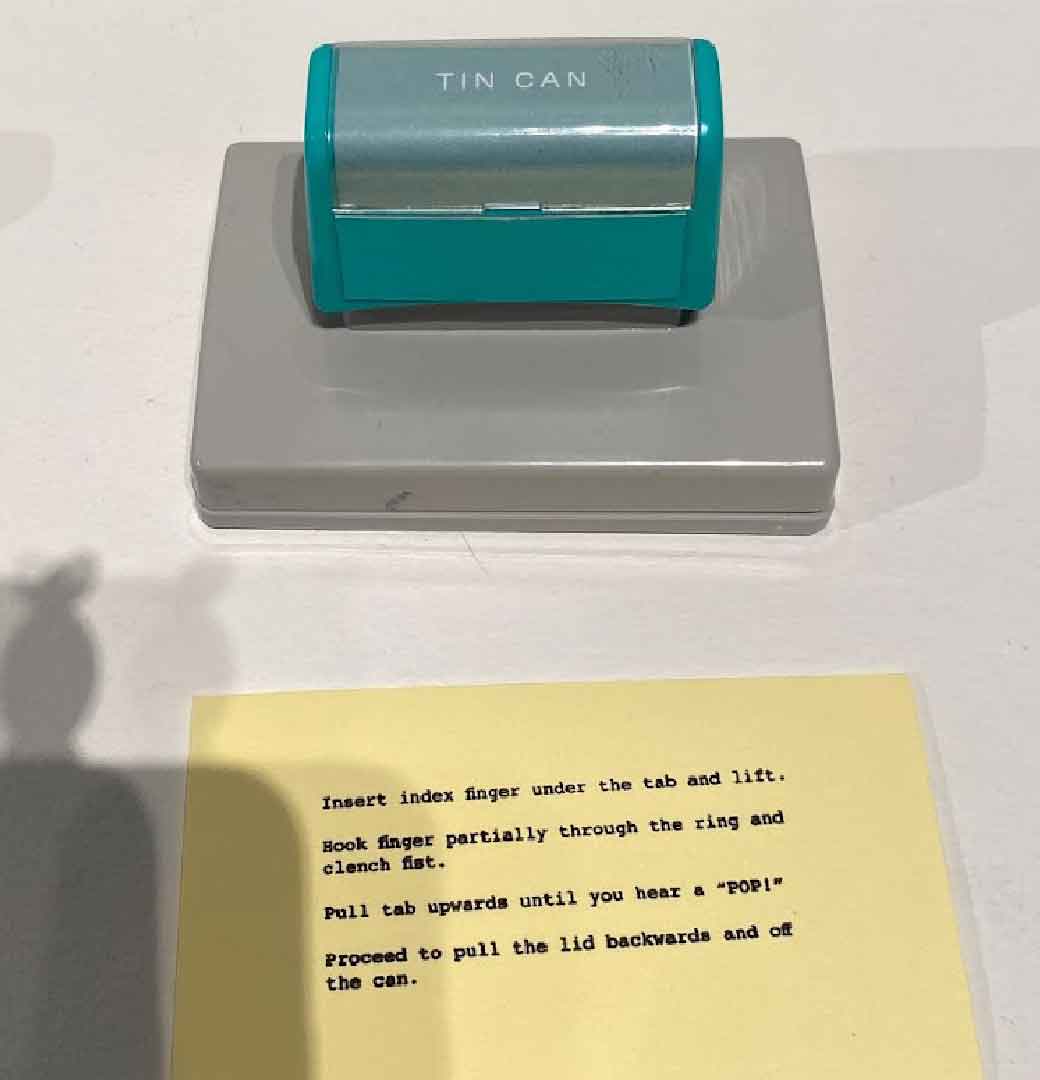 TIN CAN
Insert index finger under the tab and lift.
Hook finger partially through the ring and
clench fist.
Pull tab upwards until you hear a “POP!”
Proceed to pull the lid backwards and off
the can.